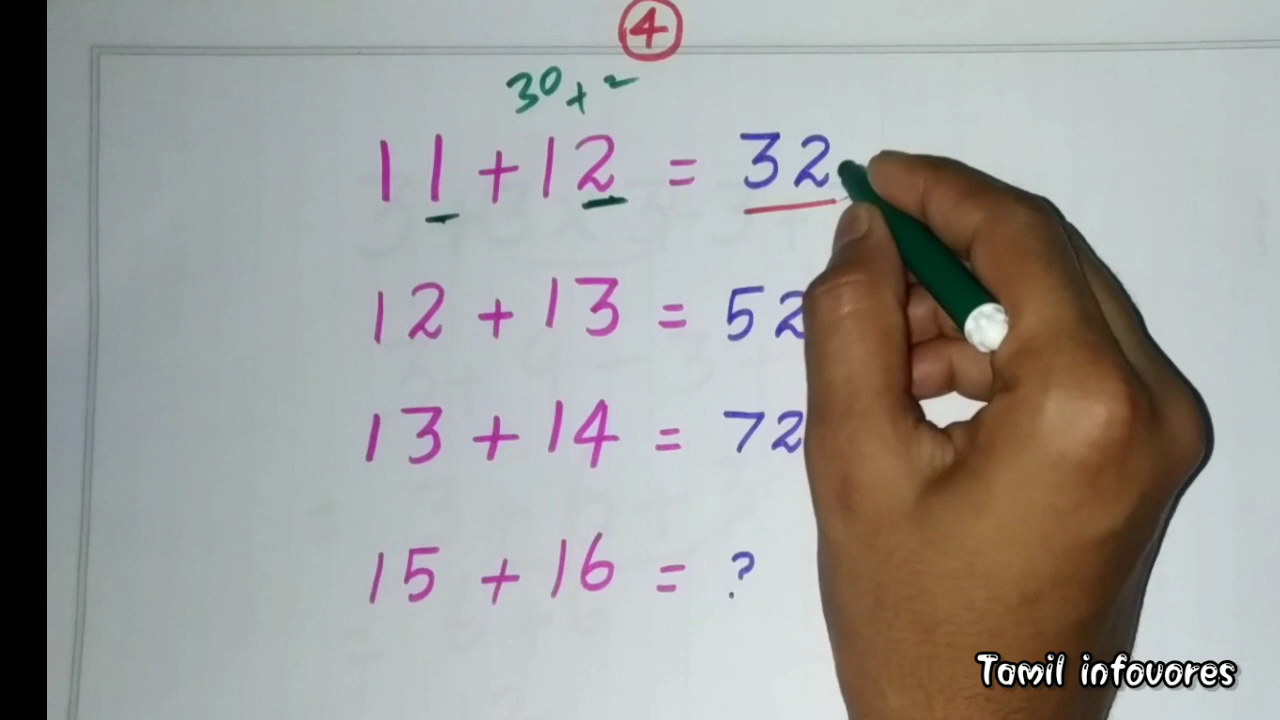 4
30+2
11 + 12 = 32
12 + 13 = 52
13 + 14 = 72
15 + 16 = ?
Tamil infovores